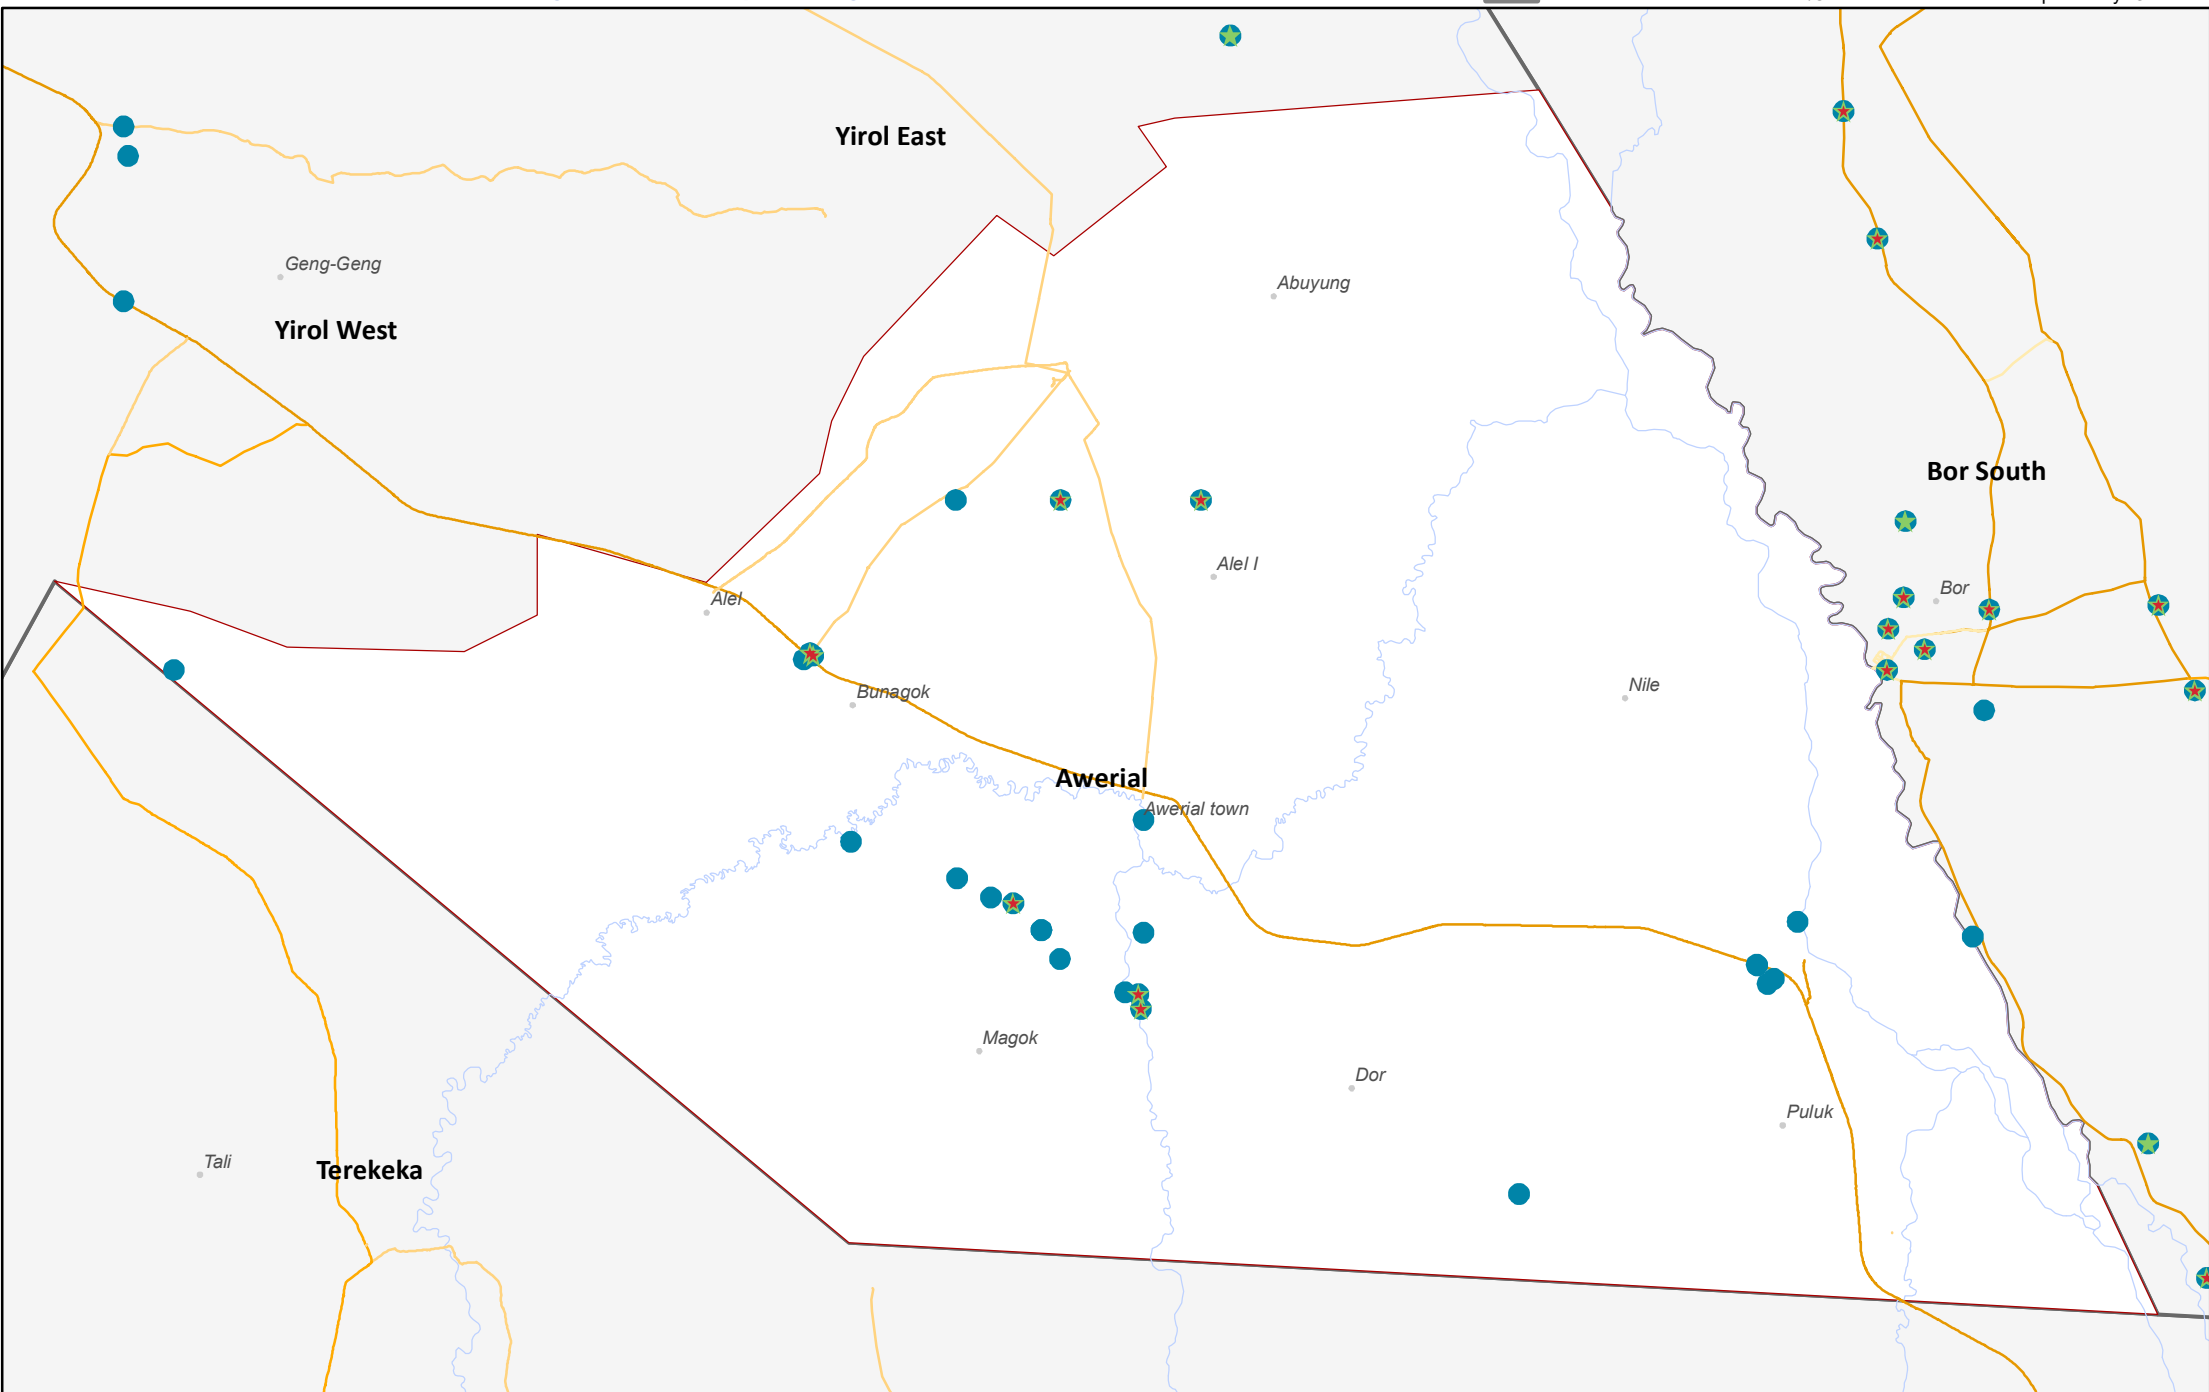 Yirol East
Geng-Geng
Abuyung
Yirol West
Bor South
Alel I
Bor
Alel
Bunagok
Nile
Awerial
Awerial town
Magok
Dor
Puluk
Tali
Terekeka